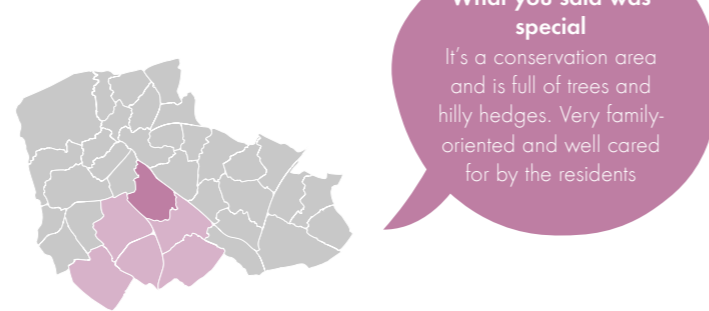 What you said was
special
It's a conservation area
and is full of trees and
hilly hedges. Very family-
oriented and well cared
for by the residents